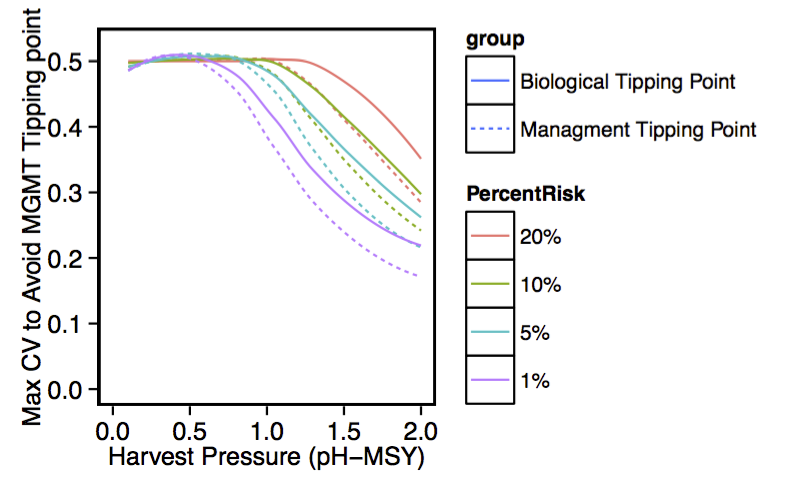 Max CV to Avoid MGMT Tipping point
0.5
0.4
0.3
0.2
0.1
0.0
0.0 0.5 1.0 1.5 2.0
Harvest Pressure (pH−MSY)
group
Biological Tipping Point
Managment Tipping Point
PercentRisk
20%
10%
5%
1%